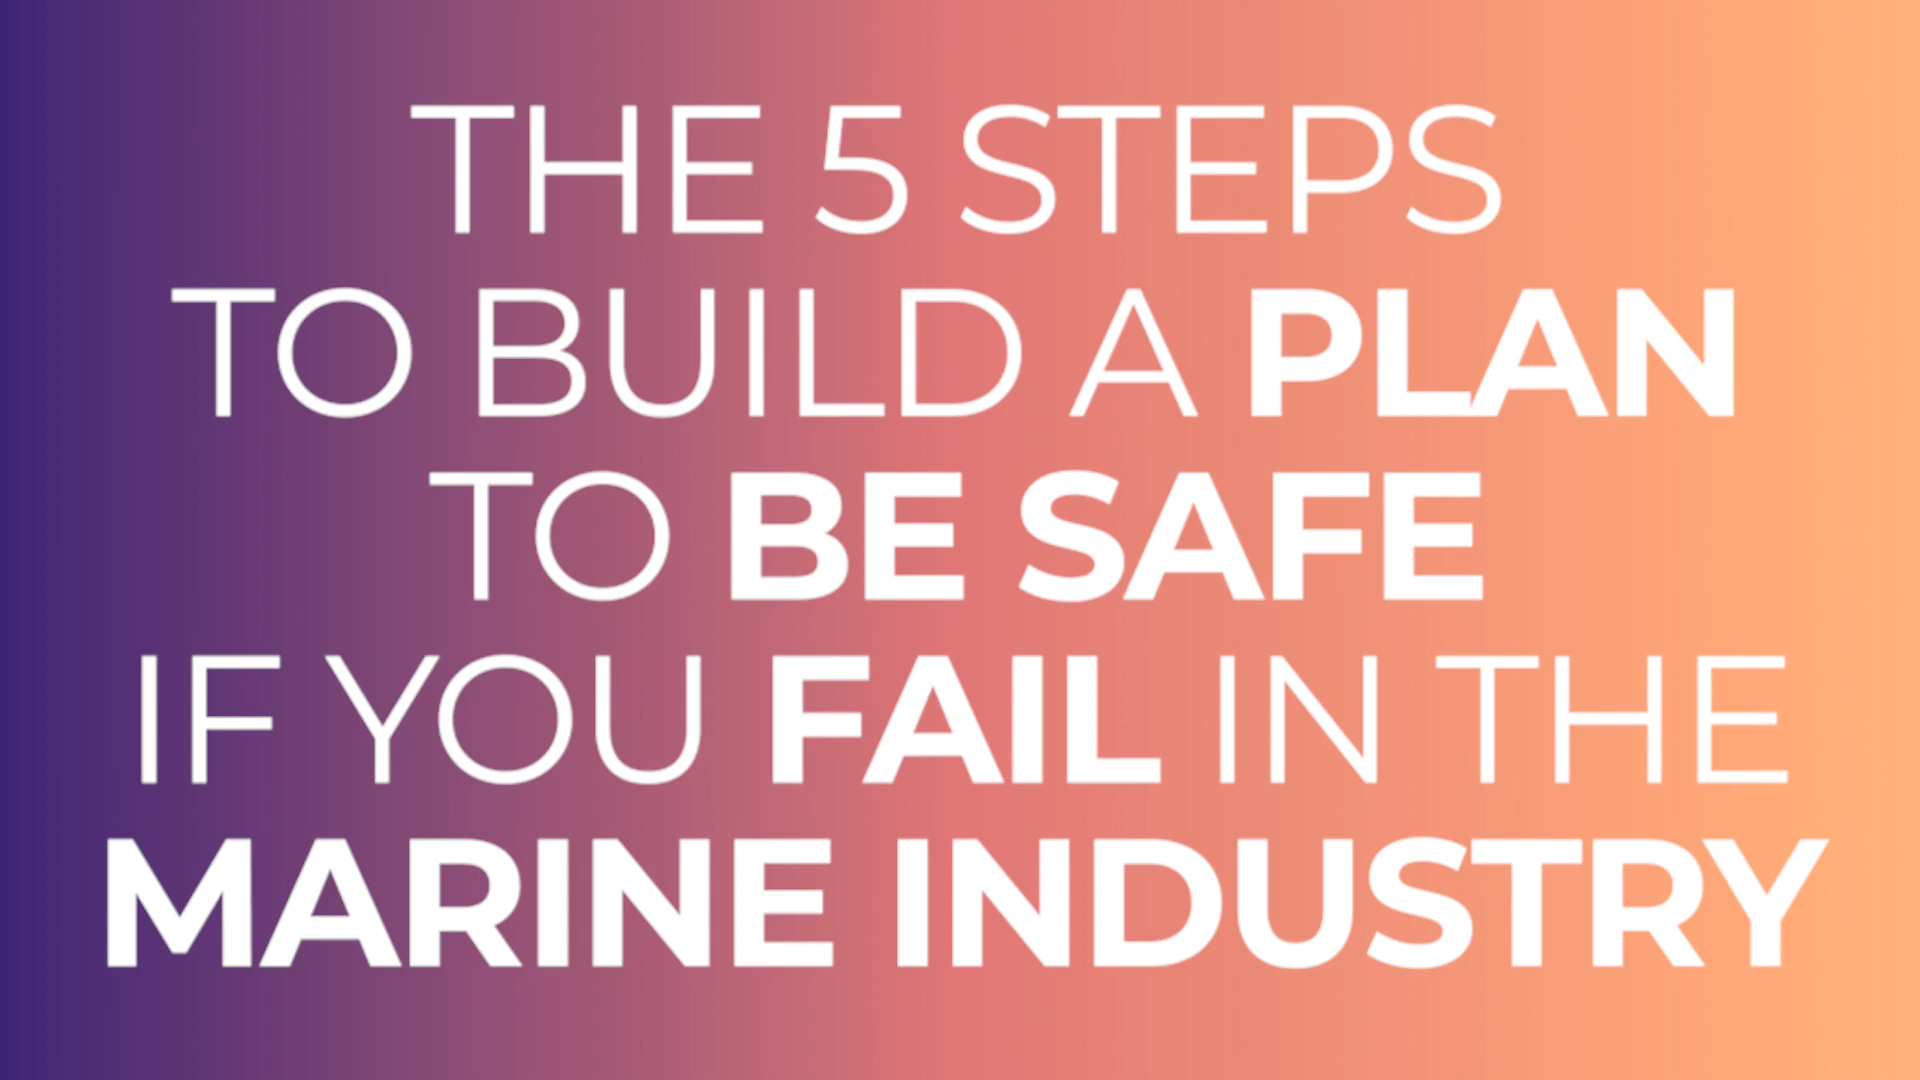 THE 5 STEPS
TO BUILD A PLAN
TO BE SAFE
IF YOU FAIL IN THE
MARINE INDUSTRY